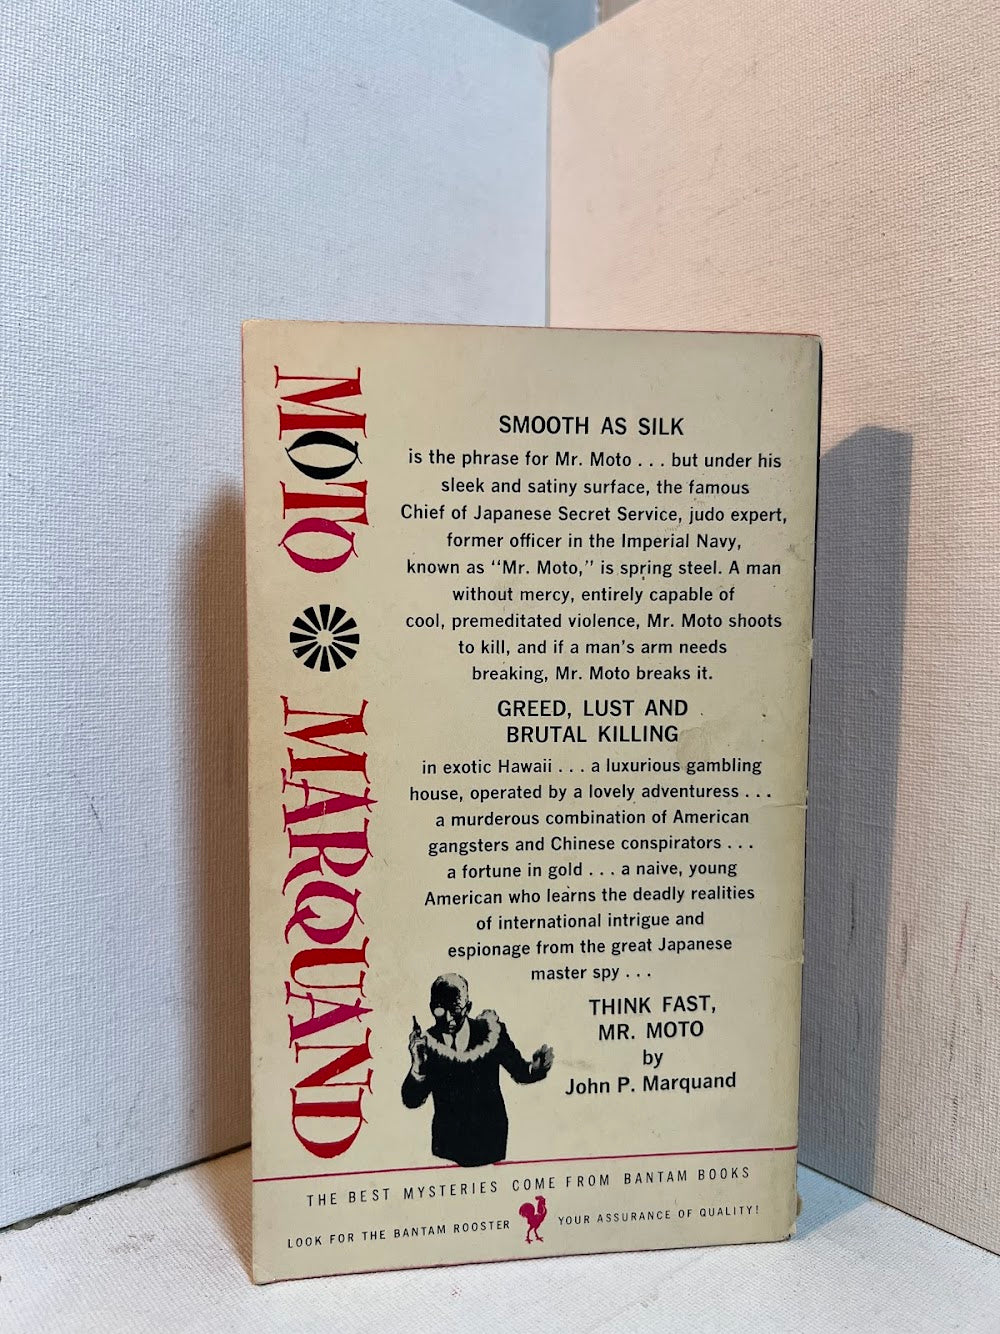 MOTO MARQUAND
SMOOTH AS SILK
is the phrase for Mr. Moto . . . but under his
sleek and satiny surface, the famous
Chief of Japanese Secret Service, judo expert,
former officer in the Imperial Navy,
known as "Mr. Moto," is spring steel. A man
without mercy, entirely capable of
cool, premeditated violence, Mr. Moto shoots
to kill, and if a man's arm needs
breaking, Mr. Moto breaks it.
GREED, LUST AND
BRUTAL KILLING
in exotic Hawaii . . . a luxurious gambling
house, operated by a lovely adventuress . . .
a murderous combination of American
gangsters and Chinese conspirators . . .
a fortune in gold . . . a naive, young
American who learns the deadly realities
of international intrigue and
espionage from the great Japanese
master spy . . .
THINK FAST,
MR. MOTO
by
John P. Marquand
THE BEST MYSTERIES COME FROM BANTAM BOOKS
LOOK FOR THE BANTAM ROOSTER YOUR ASSURANCE OF QUALITY!